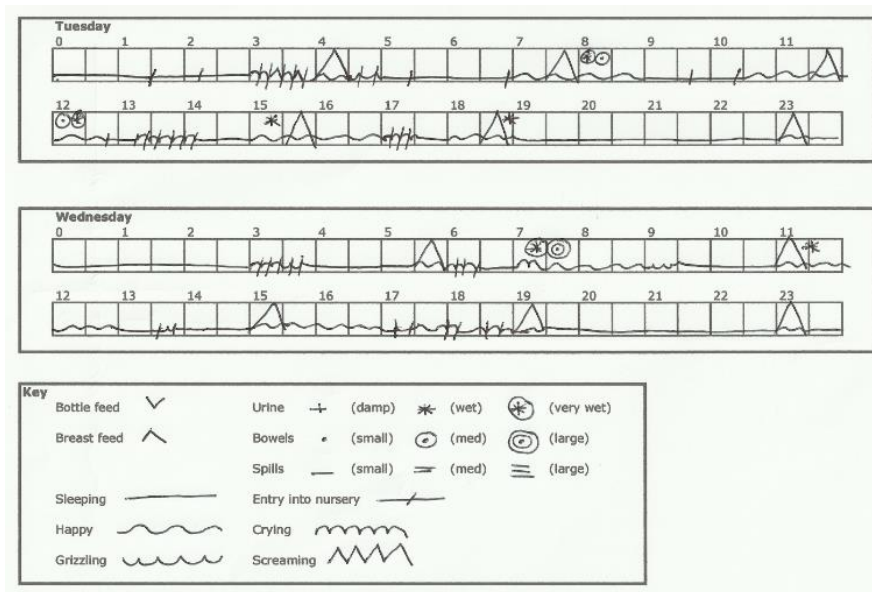 Tuesday
0 1 2 3 4 5 6 7 8 9 10 11
12 13 14 15 16 17 18 19 20 21 22 23
Wednesday
0 1 2 3 4 5 6 7 8 9 10 11
12 13 14 15 16 17 18 19 20 21 22 23
Key
Bottle feed Urine (damp) (wet) (very wet)
Breast feed Bowels (small) (med) (large)
Spills (small) (med) (large)
Sleeping Entry into nursery
Happy Crying
Grizzling Screaming